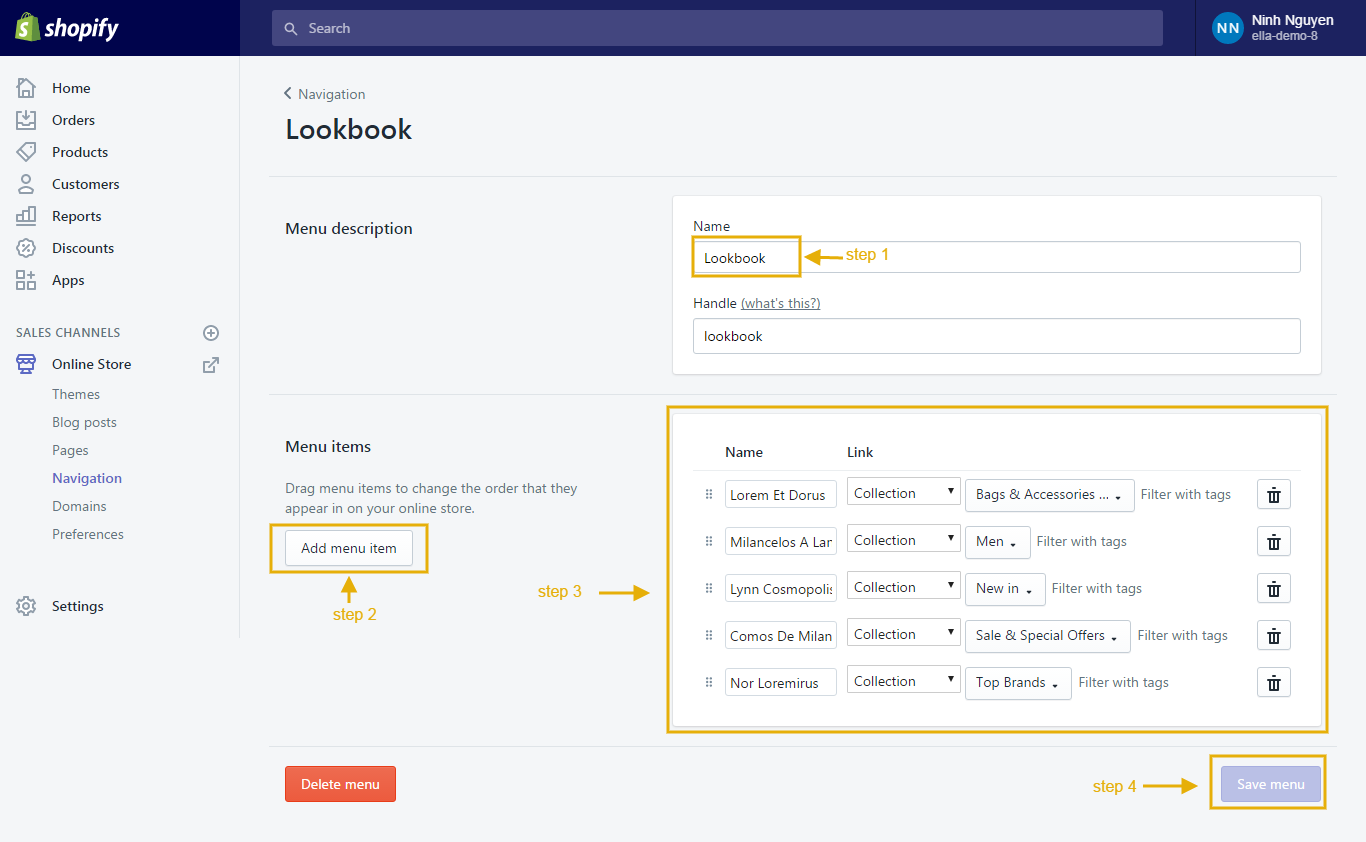 shopify
Search
NN
Ninh Nguyen
ella-demo-8
Home
Orders
Products
Customers
Reports
Discounts
Apps
SALES CHANNELS
Online Store
Themes
Blog posts
Pages
Navigation
Domains
Preferences
Settings
Navigation
Lookbook
Menu description
Name
Lookbook
step 1
Handle (what's this?)
lookbook
Menu items
Drag menu items to change the order that they
appear in on your online store.
Add menu item
step 2
step 3
Name Link
Lorem Et Dorus Collection Bags & Accessories ... Filter with tags
Milancelos A Lar Collection Men Filter with tags
Lynn Cosmopolis Collection New in Filter with tags
Comos De Milan Collection Sale & Special Offers Filter with tags
Nor Loremirus Collection Top Brands Filter with tags
Delete menu
step 4
Save menu